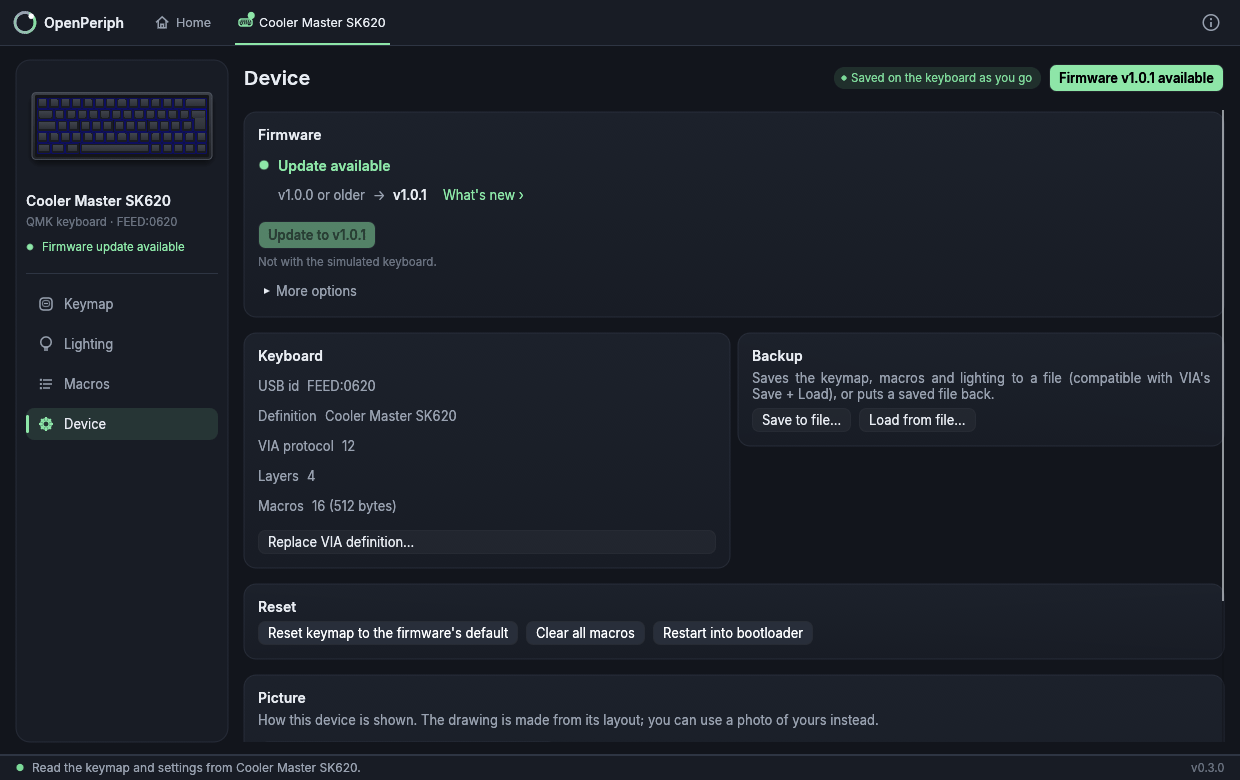 OpenPeriph
Home
Cooler Master SK620
Device
Saved on the keyboard as you go
Firmware v1.0.1 available
Cooler Master SK620
QMK keyboard · FEED:0620
Firmware update available
Keymap
Lighting
Macros
Device
Firmware
Update available
v1.0.0 or older → v1.0.1 What's new ›
Update to v1.0.1
Not with the simulated keyboard.
More options
Keyboard
USB id FEED:0620
Definition Cooler Master SK620
VIA protocol 12
Layers 4
Macros 16 (512 bytes)
Replace VIA definition...
Backup
Saves the keymap, macros and lighting to a file (compatible with VIA's
Save + Load), or puts a saved file back.
Save to file...
Load from file...
Reset
Reset keymap to the firmware's default
Clear all macros
Restart into bootloader
Picture
How this device is shown. The drawing is made from its layout; you can use a photo of yours instead.
Read the keymap and settings from Cooler Master SK620.
v0.3.0